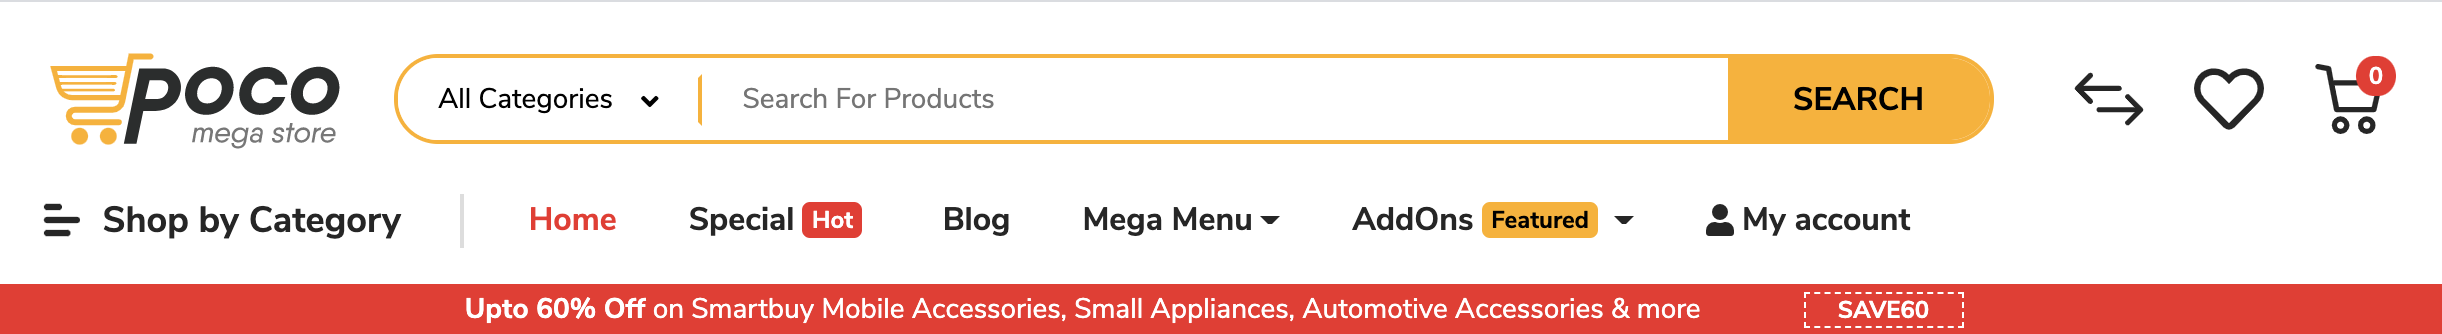 poco
mega store
All Categories
Search For Products
SEARCH
0
Shop by Category
Home
Special Hot
Blog
Mega Menu
AddOns Featured
My account
Upto 60% Off on Smartbuy Mobile Accessories, Small Appliances, Automotive Accessories & more
SAVE60